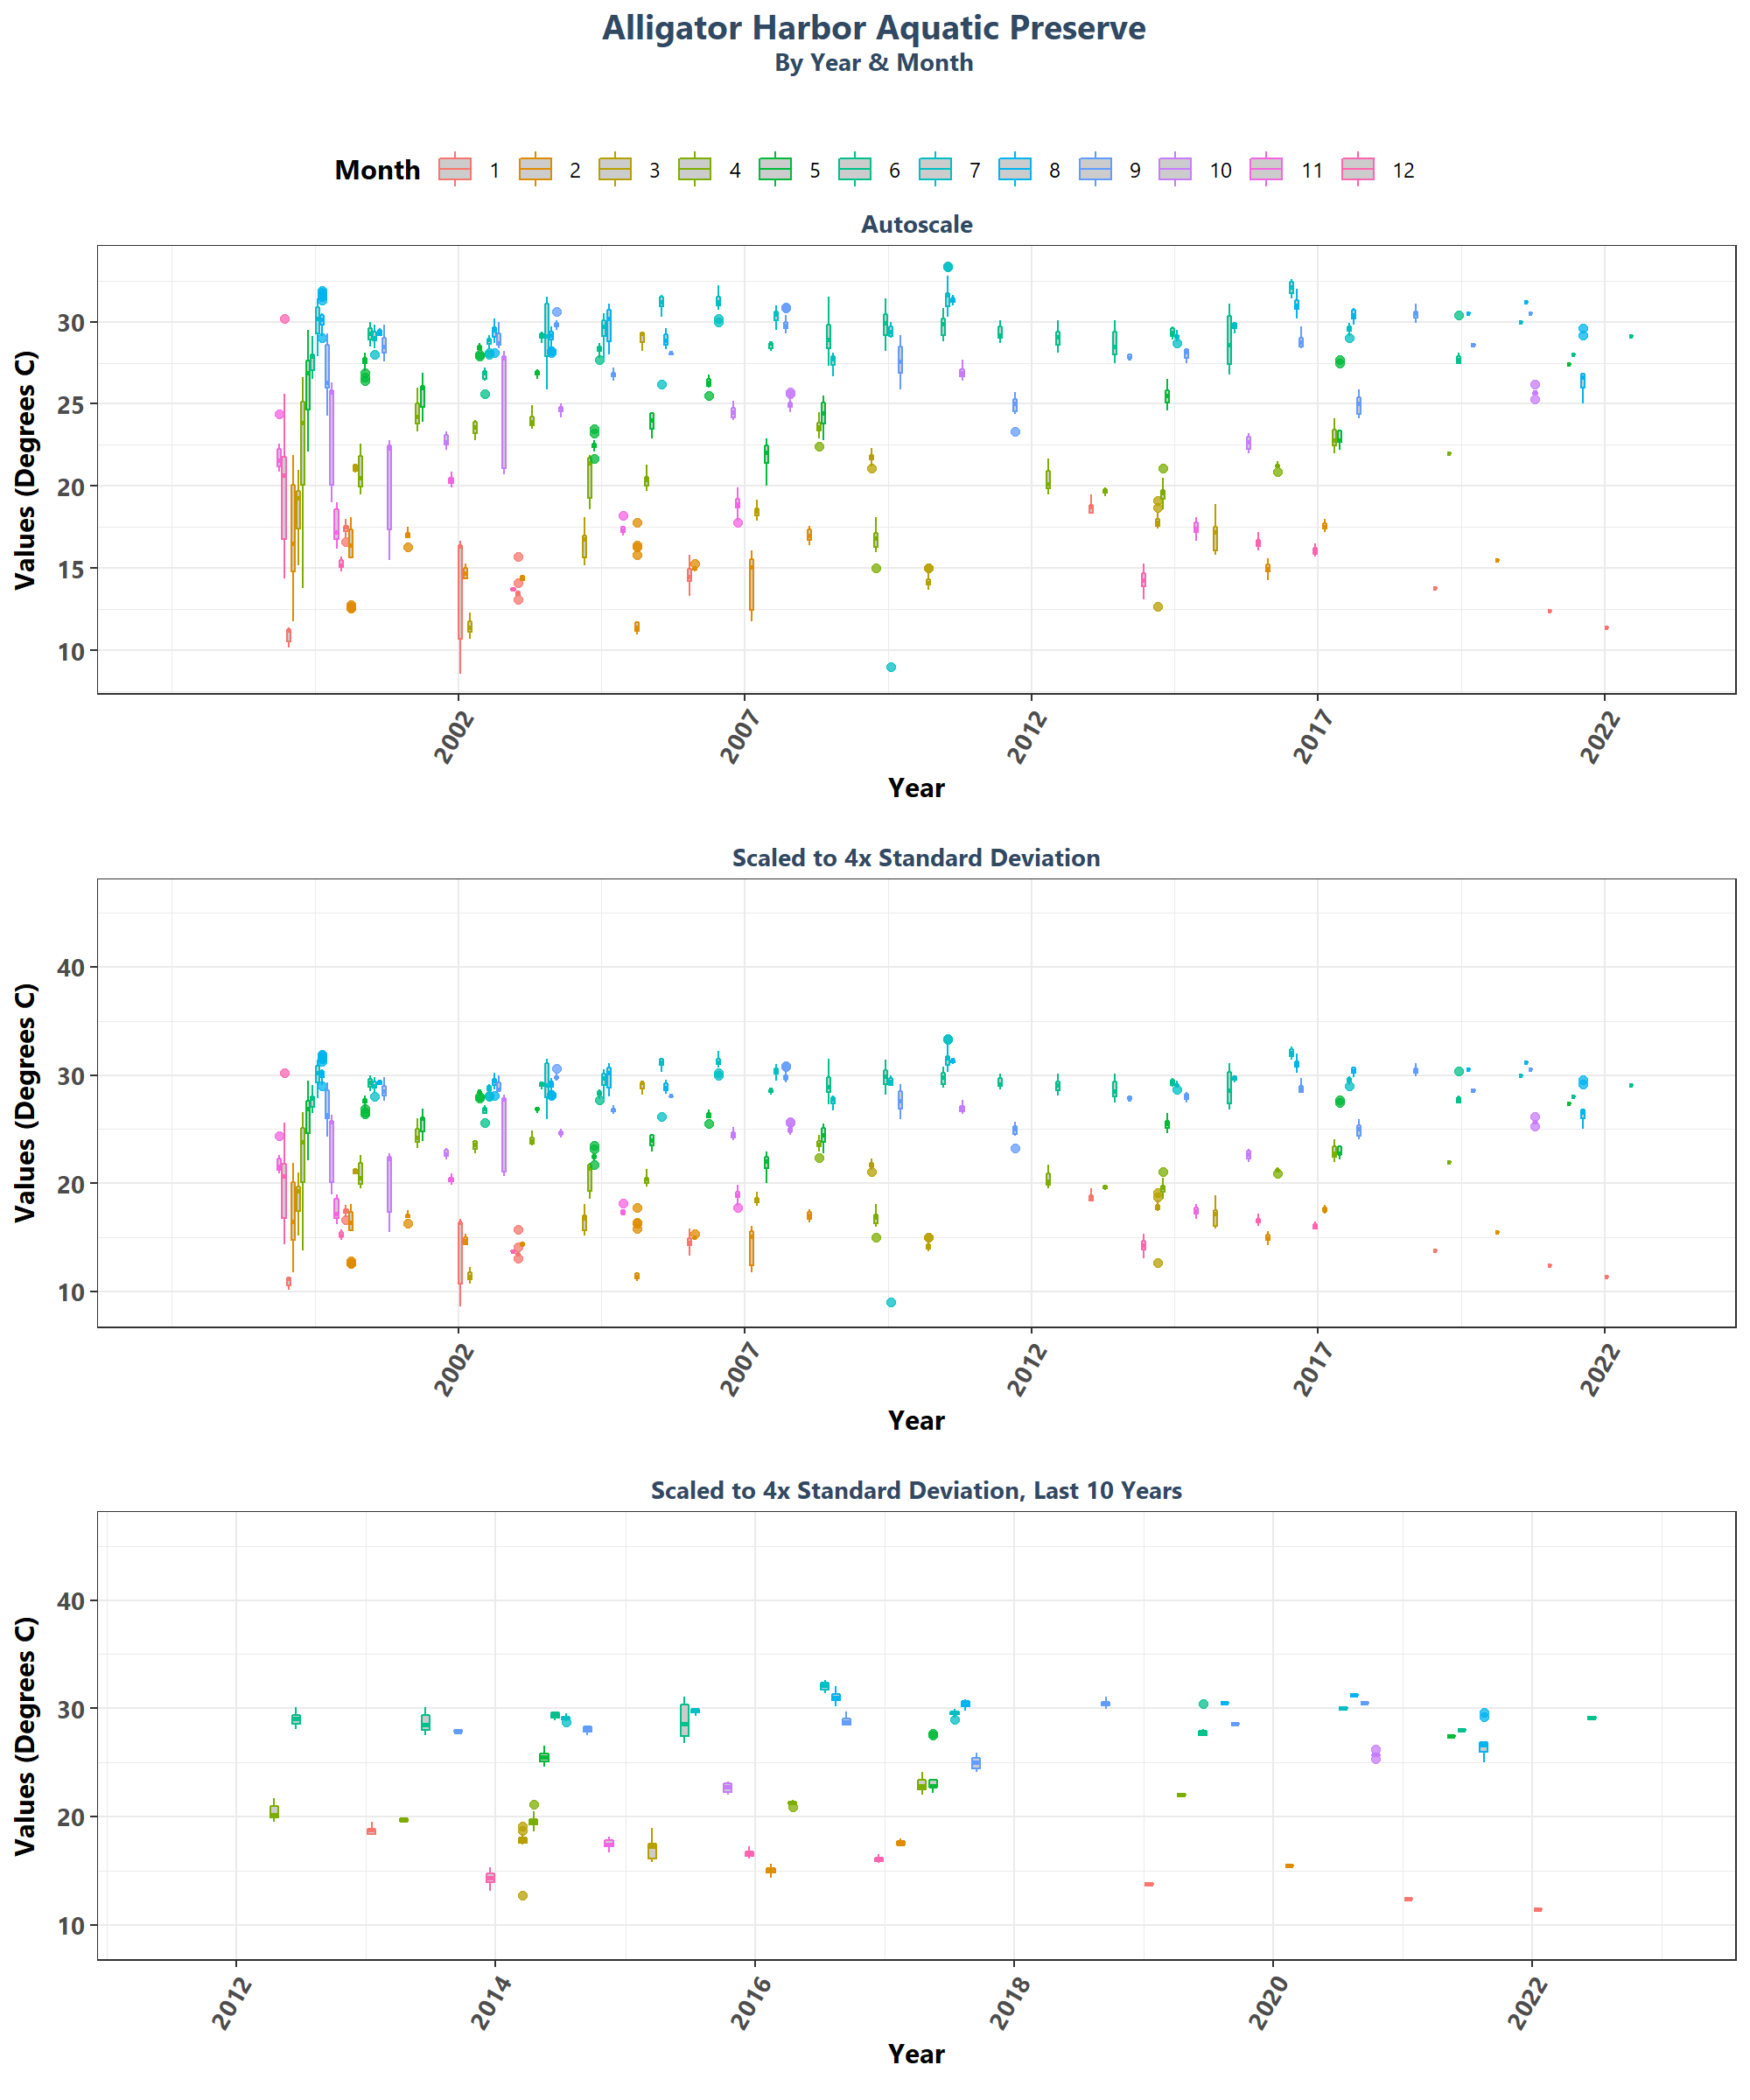 Alligator Harbor Aquatic Preserve
By Year & Month
Month 1 2 3 4 5 6 7 8 9 10 11 12
Autoscale
Values (Degrees C)
30
25
20
15
10
2002 2007 2012 2017 2022
Year
Scaled to 4x Standard Deviation
Values (Degrees C)
40
30
20
10
2002 2007 2012 2017 2022
Year
Scaled to 4x Standard Deviation, Last 10 Years
Values (Degrees C)
40
30
20
10
2012 2014 2016 2018 2020 2022
Year